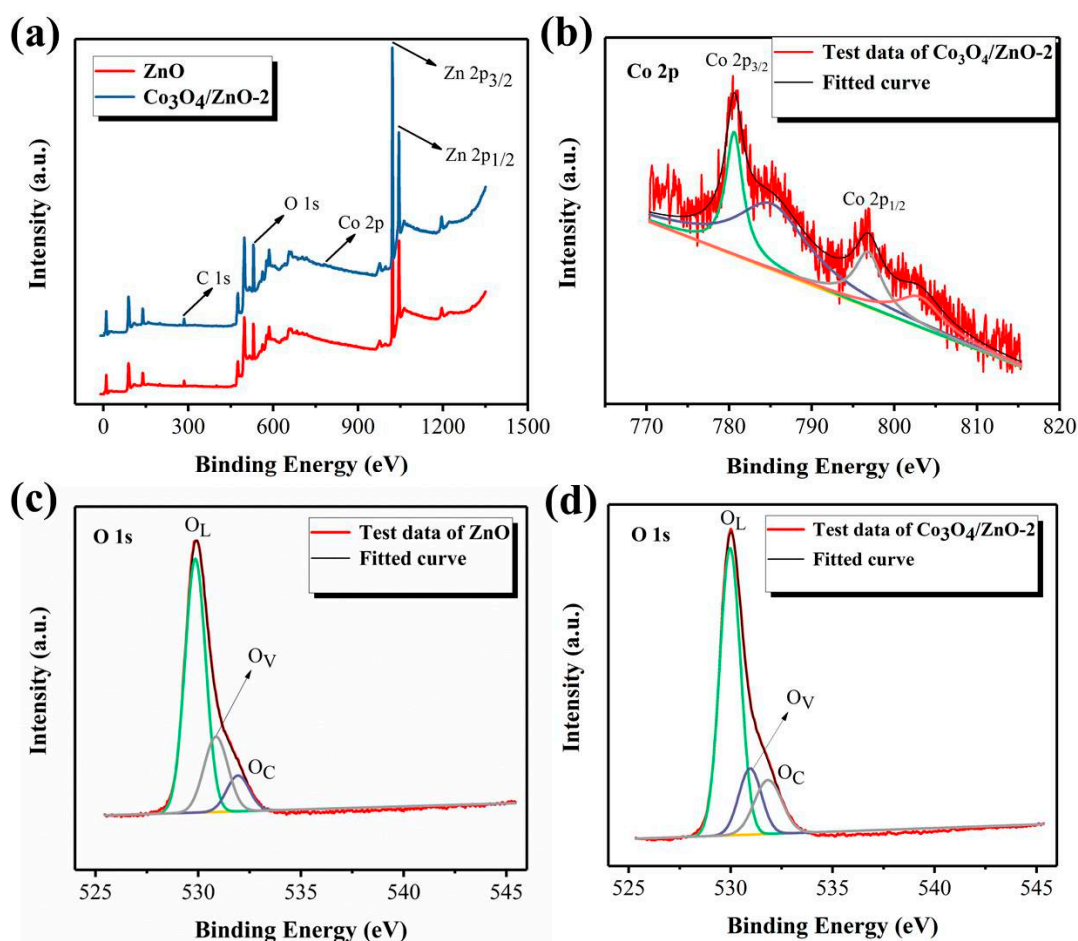 (a)
ZnO
Co3O4/ZnO-2
Zn 2p3/2
Zn 2p1/2
O 1s
Co 2p
C 1s
Intensity (a.u.)
0 300 600 900 1200 1500
Binding Energy (eV)
(b)
Co 2p
Co 2p3/2
Test data of Co3O4/ZnO-2
Fitted curve
Co 2p1/2
Intensity (a.u.)
770 780 790 800 810 820
Binding Energy (eV)
(c)
O 1s
OL
Test data of ZnO
Fitted curve
OV
OC
Intensity (a.u.)
525 530 535 540 545
Binding Energy (eV)
(d)
O 1s
OL
Test data of Co3O4/ZnO-2
Fitted curve
OV
OC
Intensity (a.u.)
525 530 535 540 545
Binding Energy (eV)